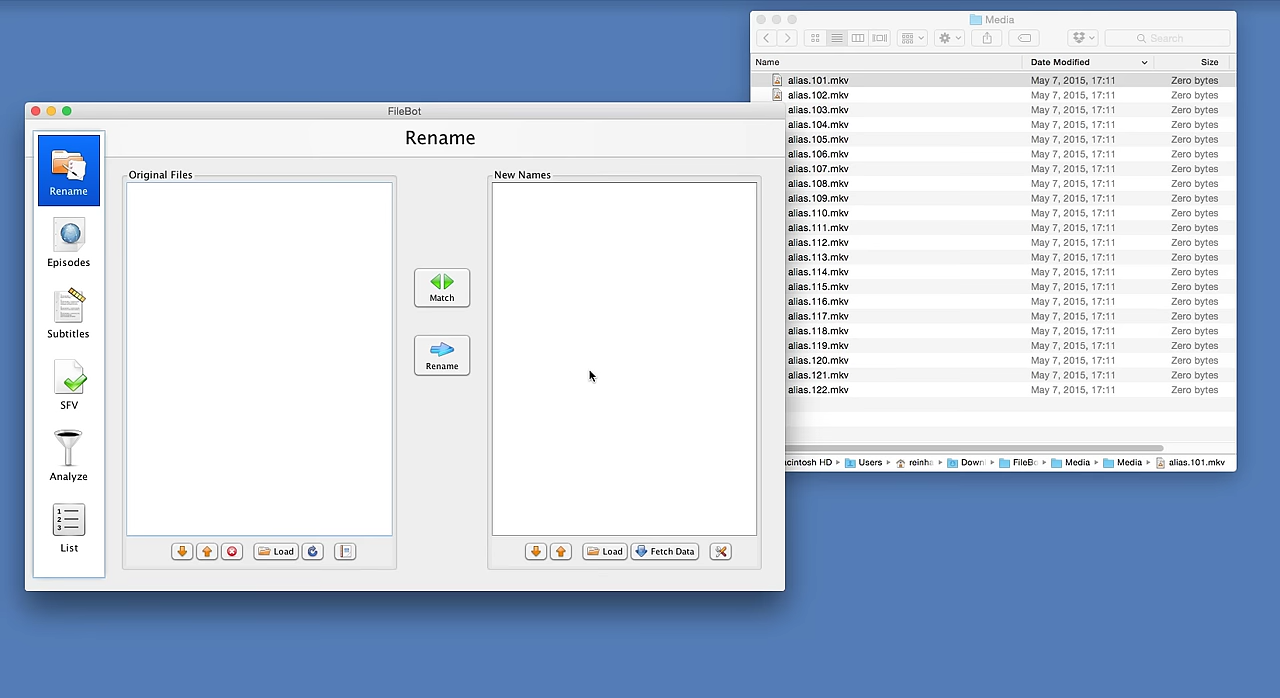 Media
Search
Name Date Modified Size
alias.101.mkv May 7, 2015, 17:11 Zero bytes
alias.102.mkv May 7, 2015, 17:11 Zero bytes
alias.103.mkv May 7, 2015, 17:11 Zero bytes
alias.104.mkv May 7, 2015, 17:11 Zero bytes
alias.105.mkv May 7, 2015, 17:11 Zero bytes
alias.106.mkv May 7, 2015, 17:11 Zero bytes
alias.107.mkv May 7, 2015, 17:11 Zero bytes
alias.108.mkv May 7, 2015, 17:11 Zero bytes
alias.109.mkv May 7, 2015, 17:11 Zero bytes
alias.110.mkv May 7, 2015, 17:11 Zero bytes
alias.111.mkv May 7, 2015, 17:11 Zero bytes
alias.112.mkv May 7, 2015, 17:11 Zero bytes
alias.113.mkv May 7, 2015, 17:11 Zero bytes
alias.114.mkv May 7, 2015, 17:11 Zero bytes
alias.115.mkv May 7, 2015, 17:11 Zero bytes
alias.116.mkv May 7, 2015, 17:11 Zero bytes
alias.117.mkv May 7, 2015, 17:11 Zero bytes
alias.118.mkv May 7, 2015, 17:11 Zero bytes
alias.119.mkv May 7, 2015, 17:11 Zero bytes
alias.120.mkv May 7, 2015, 17:11 Zero bytes
alias.121.mkv May 7, 2015, 17:11 Zero bytes
alias.122.mkv May 7, 2015, 17:11 Zero bytes
acintosh HD Users reinha Down FileBo Media Media alias.101.mkv
FileBot
Rename
Rename
Episodes
Subtitles
SFV
Analyze
1
2
3
List
Original Files
Load
Match
Rename
New Names
Load Fetch Data